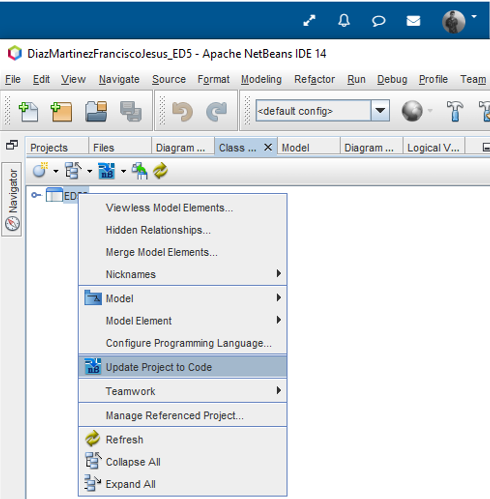 DiazMartinezFranciscoJesus_ED5 - Apache NetBeans IDE 14
File Edit View Navigate Source Format Modeling Refactor Run Debug Profile Team
<default config>
Projects Files Diagram ... Class ... Model Diagram ... Logical V...
Navigator
Viewless Model Elements...
Hidden Relationships...
Merge Model Elements...
Nicknames
Model
Model Element
Configure Programming Language...
Update Project to Code
Teamwork
Manage Referenced Project...
Refresh
Collapse All
Expand All